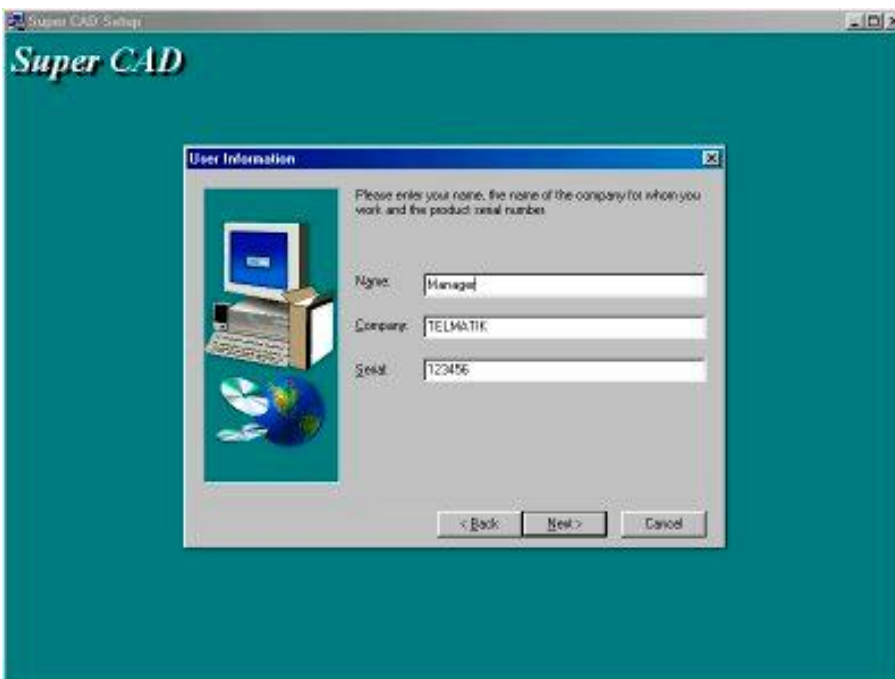 Super CAD Setup
Super CAD
User Information
Please enter your name, the name of the company for whom you
work and the product serial number.
Name: Manager
Company: TELMATIK
Serial: 123456
< Back Next > Cancel